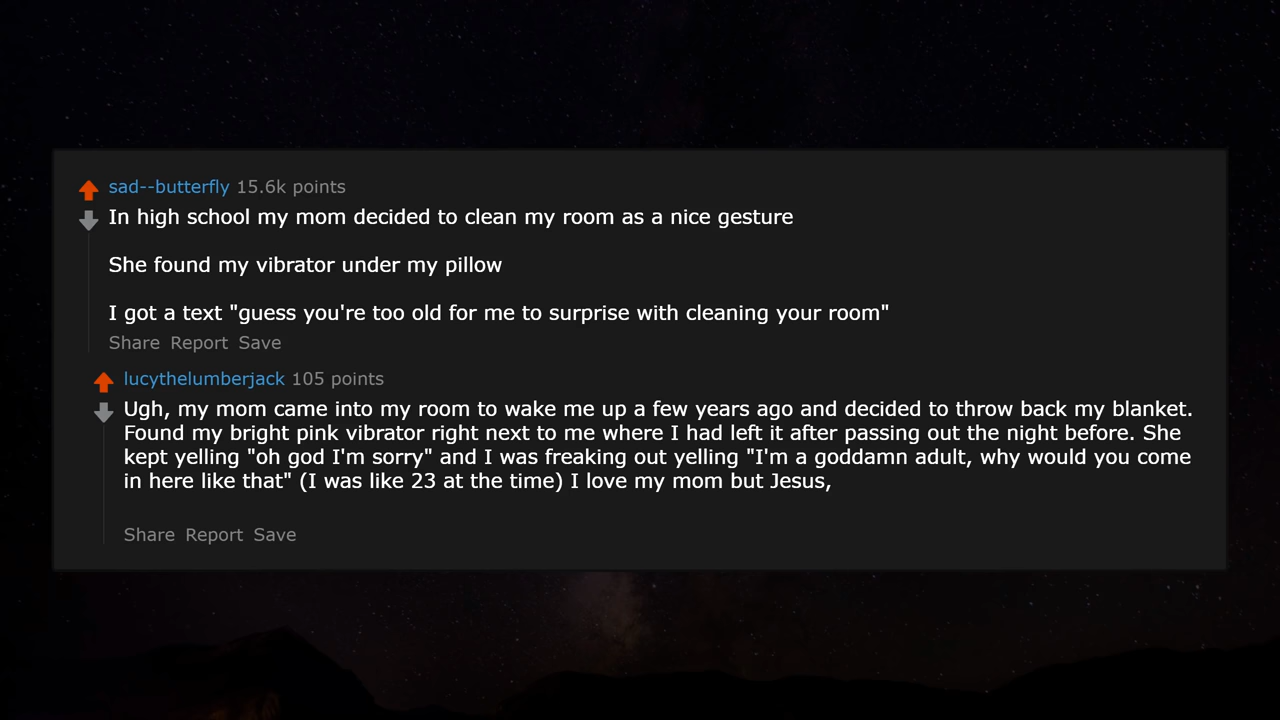 sad--butterfly 15.6k points
In high school my mom decided to clean my room as a nice gesture
She found my vibrator under my pillow
I got a text "guess you're too old for me to surprise with cleaning your room"
Share Report Save
lucythelumberjack 105 points
Ugh, my mom came into my room to wake me up a few years ago and decided to throw back my blanket.
Found my bright pink vibrator right next to me where I had left it after passing out the night before. She
kept yelling "oh god I'm sorry" and I was freaking out yelling "I'm a goddamn adult, why would you come
in here like that" (I was like 23 at the time) I love my mom but Jesus,
Share Report Save